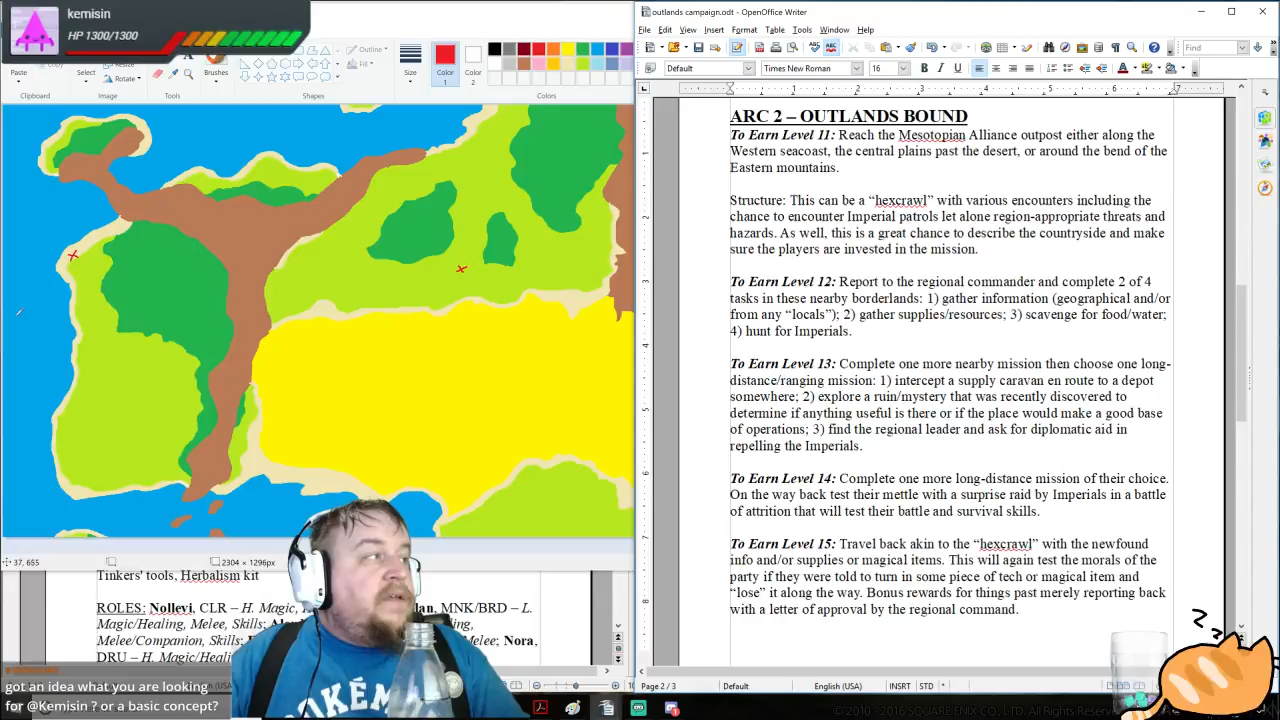 kemisin
HP 1300/1300
outlands campaign.odt - OpenOffice Writer
File Edit View Insert Format Table Tools Window Help
Find
Default Times New Roman 16 B I U
Paste Select Rotate Brushes Outline Fill Size Color 1 Color 2
Clipboard Image Tools Shapes Colors
1 2 3 4 5 6 7
ARC 2 – OUTLANDS BOUND
To Earn Level 11: Reach the Mesotopian Alliance outpost either along the
Western seacoast, the central plains past the desert, or around the bend of the
Eastern mountains.
Structure: This can be a “hexcrawl” with various encounters including the
chance to encounter Imperial patrols let alone region-appropriate threats and
hazards. As well, this is a great chance to describe the countryside and make
sure the players are invested in the mission.
To Earn Level 12: Report to the regional commander and complete 2 of 4
tasks in these nearby borderlands: 1) gather information (geographical and/or
from any “locals”); 2) gather supplies/resources; 3) scavenge for food/water;
4) hunt for Imperials.
To Earn Level 13: Complete one more nearby mission then choose one long-
distance/ranging mission: 1) intercept a supply caravan en route to a depot
somewhere; 2) explore a ruin/mystery that was recently discovered to
determine if anything useful is there or if the place would make a good base
of operations; 3) find the regional leader and ask for diplomatic aid in
repelling the Imperials.
To Earn Level 14: Complete one more long-distance mission of their choice.
On the way back test their mettle with a surprise raid by Imperials in a battle
of attrition that will test their battle and survival skills.
To Earn Level 15: Travel back akin to the “hexcrawl” with the newfound
info and/or supplies or magical items. This will again test the morals of the
party if they were told to turn in some piece of tech or magical item and
“lose” it along the way. Bonus rewards for things past merely reporting back
with a letter of approval by the regional command.
37, 655 2304 × 1296px
Tinkers' tools, Herbalism kit
ROLES: Nollevi, CLR – H. Magic,
MNK/BRD – L.
Magic/Healing, Melee, Skills;
Melee/Companion, Skills;
Melee; Nora,
DRU – H. Magic/Healing
got an idea what you are looking
for @Kemisin ? or a basic concept?
POKÉ
Page 2 / 3 Default English (USA) INSRT STD
Z Z